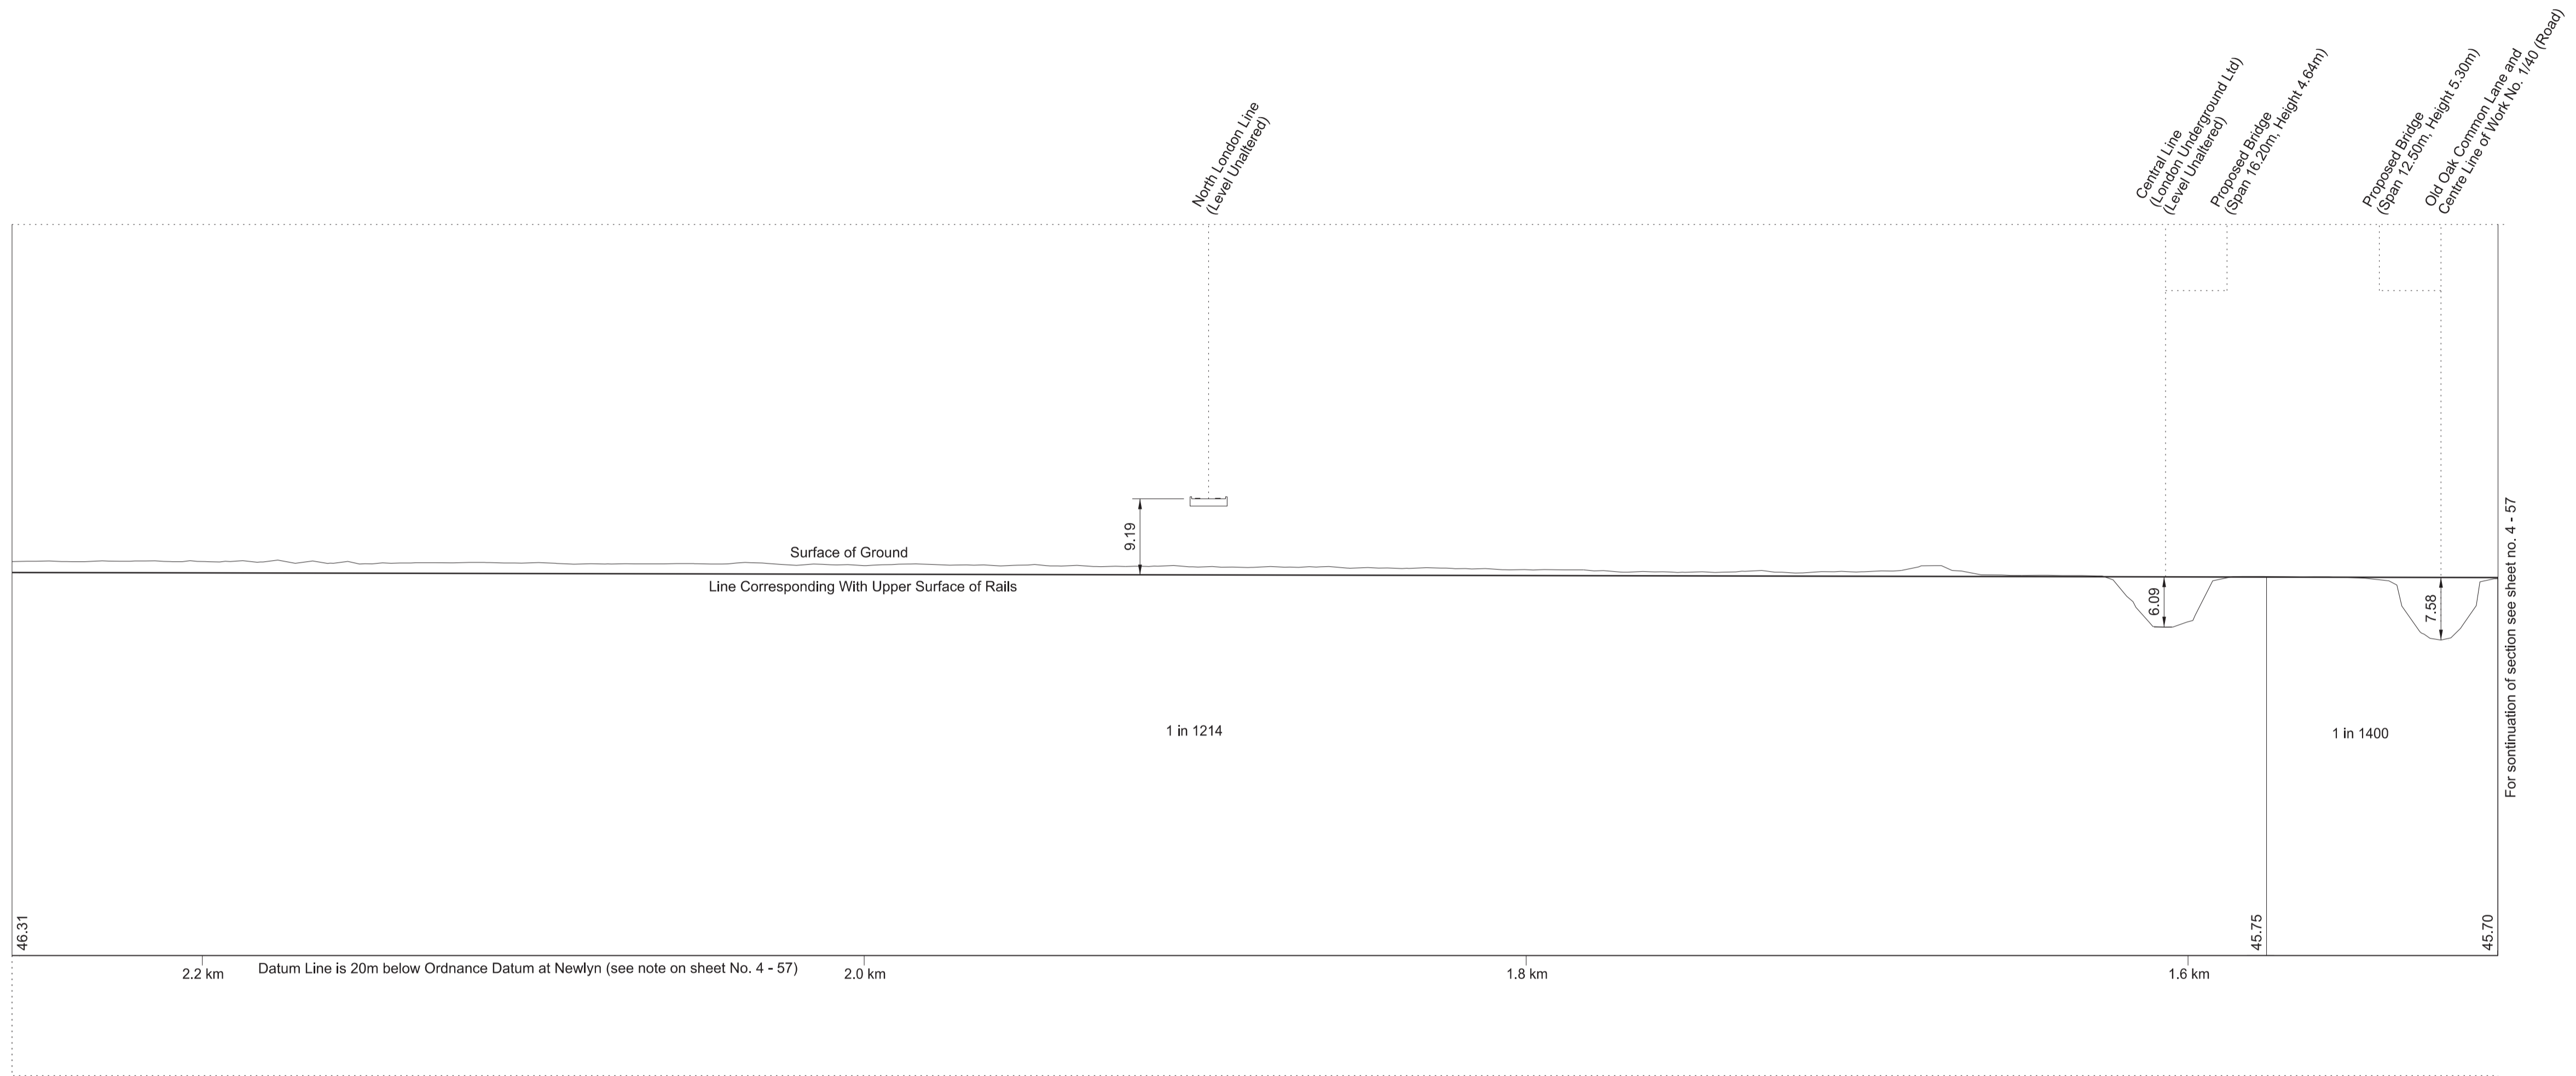 North London Line
(Level Unaltered)
Central Line
(London Underground Ltd)
(Level Unaltered)
Proposed Bridge
(Span 16.20m, Height 4.64m)
Proposed Bridge
(Span 12.50m, Height 5.30m)
Old Oak Common Lane and
Centre Line of Work No. 1/40 (Road)
9.19
Surface of Ground
Line Corresponding With Upper Surface of Rails
6.09
7.58
For sontinuation of section see sheet no. 4 - 57
1 in 1214
1 in 1400
46.31
45.75
45.70
2.2 km
Datum Line is 20m below Ordnance Datum at Newlyn (see note on sheet No. 4 - 57)
2.0 km
1.8 km
1.6 km